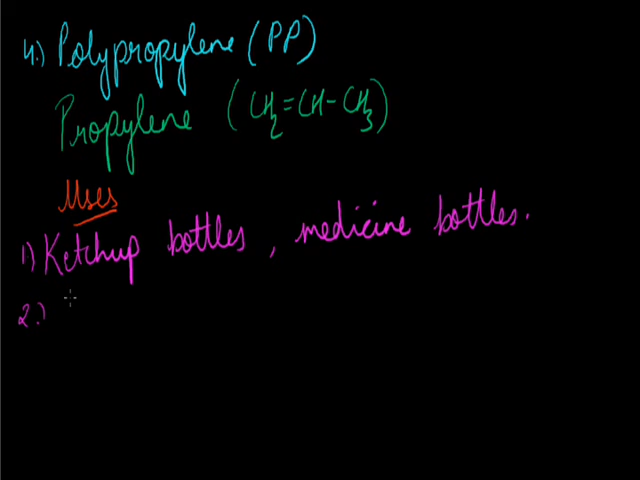 4.) Polypropylene (PP)
Propylene (CH₂=CH-CH₃)
Uses
1) Ketchup bottles, medicine bottles.
2.)